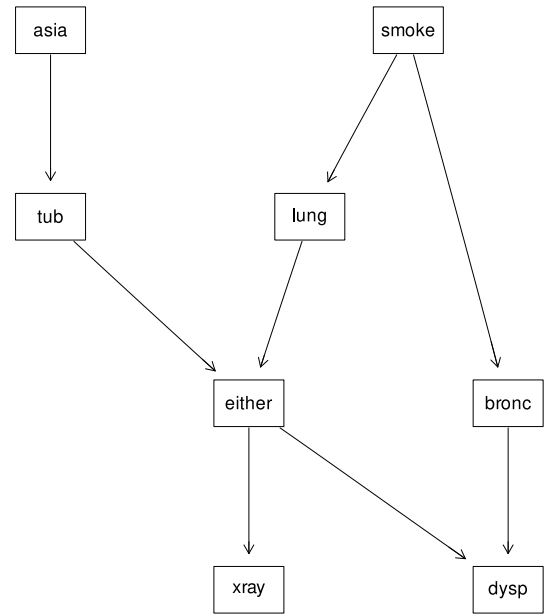 asia
smoke
tub
lung
either
bronc
xray
dysp